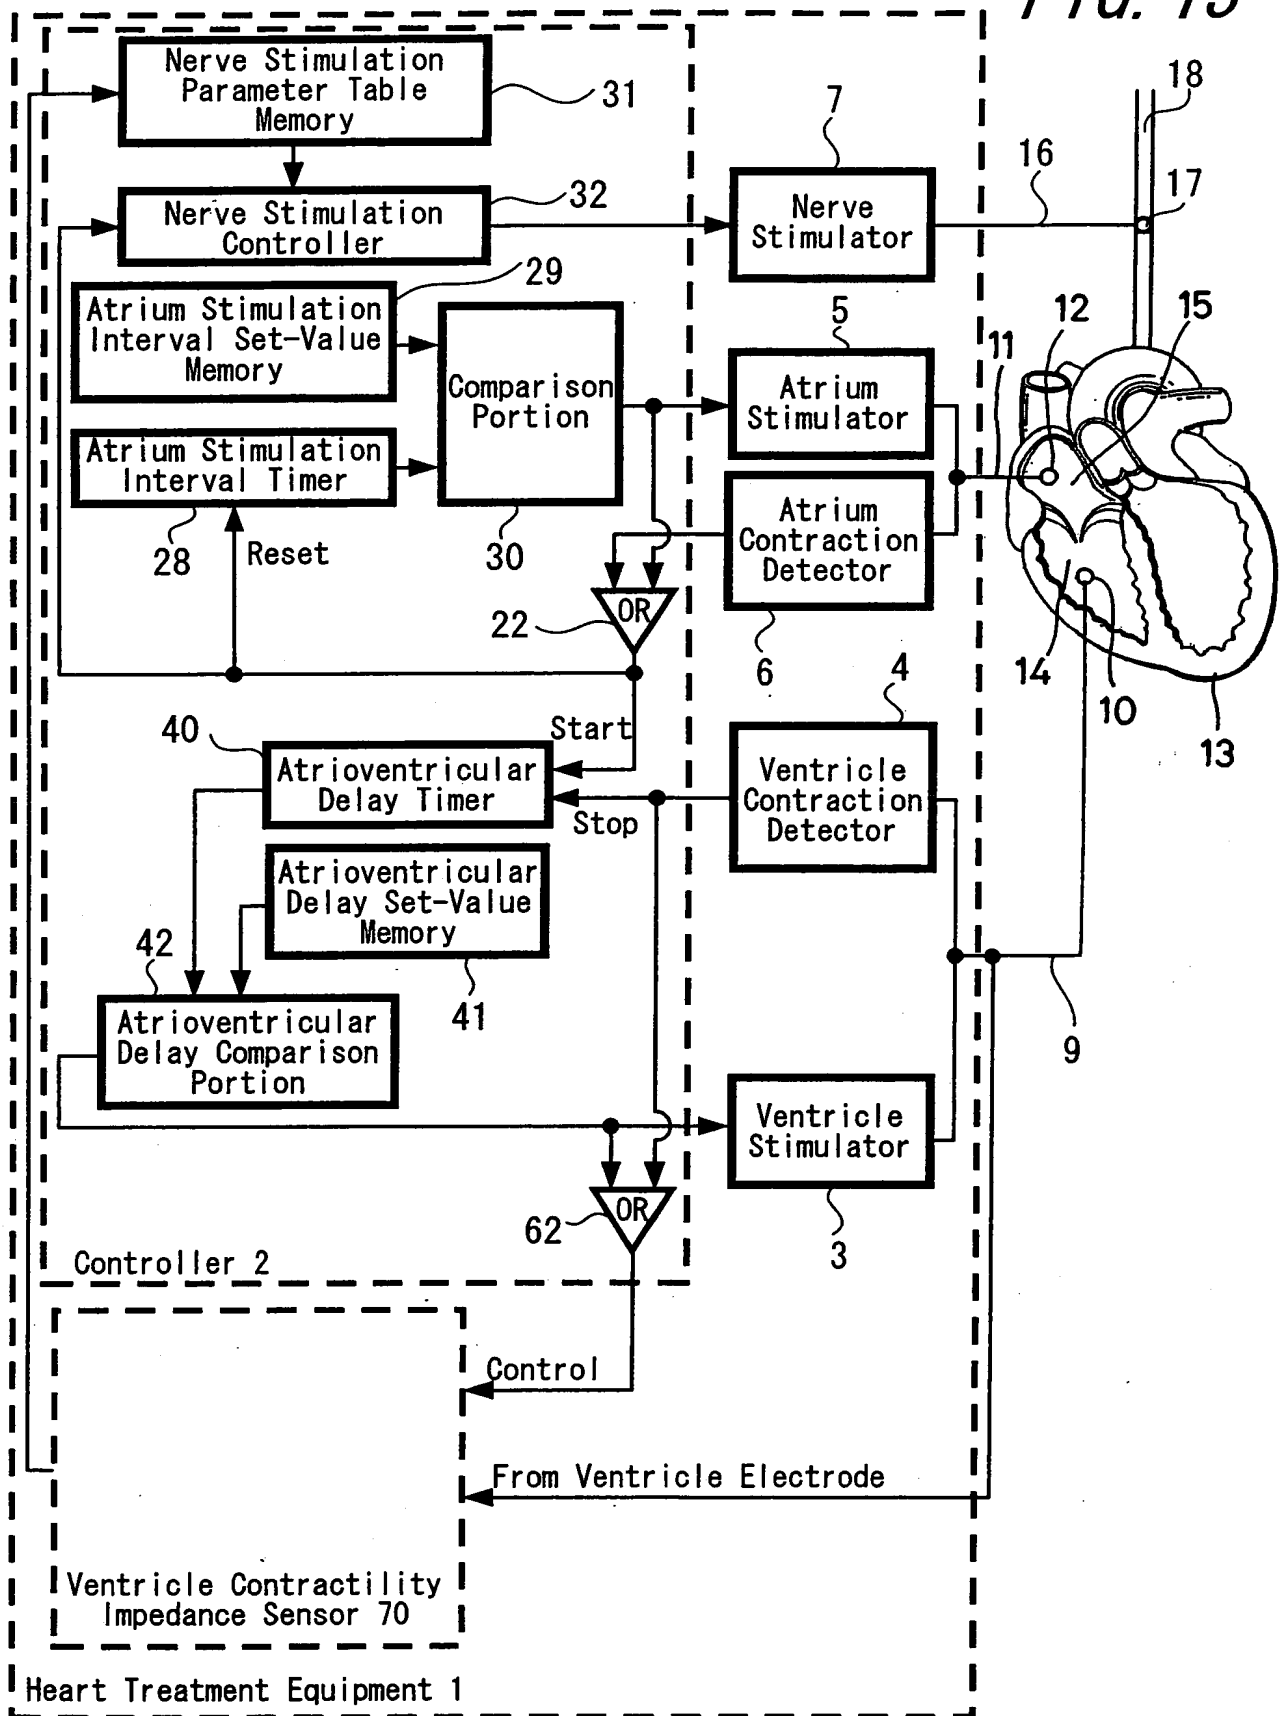 FIG. 15
Nerve Stimulation
Parameter Table
Memory
31
Nerve Stimulation
Controller
32
Atrium Stimulation
Interval Set-Value
Memory
29
Atrium Stimulation
Interval Timer
28
Reset
Comparison
Portion
30
7
Nerve
Stimulator
16
18
17
5
Atrium
Stimulator
Atrium
Contraction
Detector
6
11
12
15
OR
22
14
10
13
Start
40
Atrioventricular
Delay Timer
Stop
4
Ventricle
Contraction
Detector
Atrioventricular
Delay Set-Value
Memory
41
42
Atrioventricular
Delay Comparison
Portion
9
Ventricle
Stimulator
3
OR
62
Controller 2
Control
From Ventricle Electrode
Ventricle Contractility
Impedance Sensor 70
Heart Treatment Equipment 1